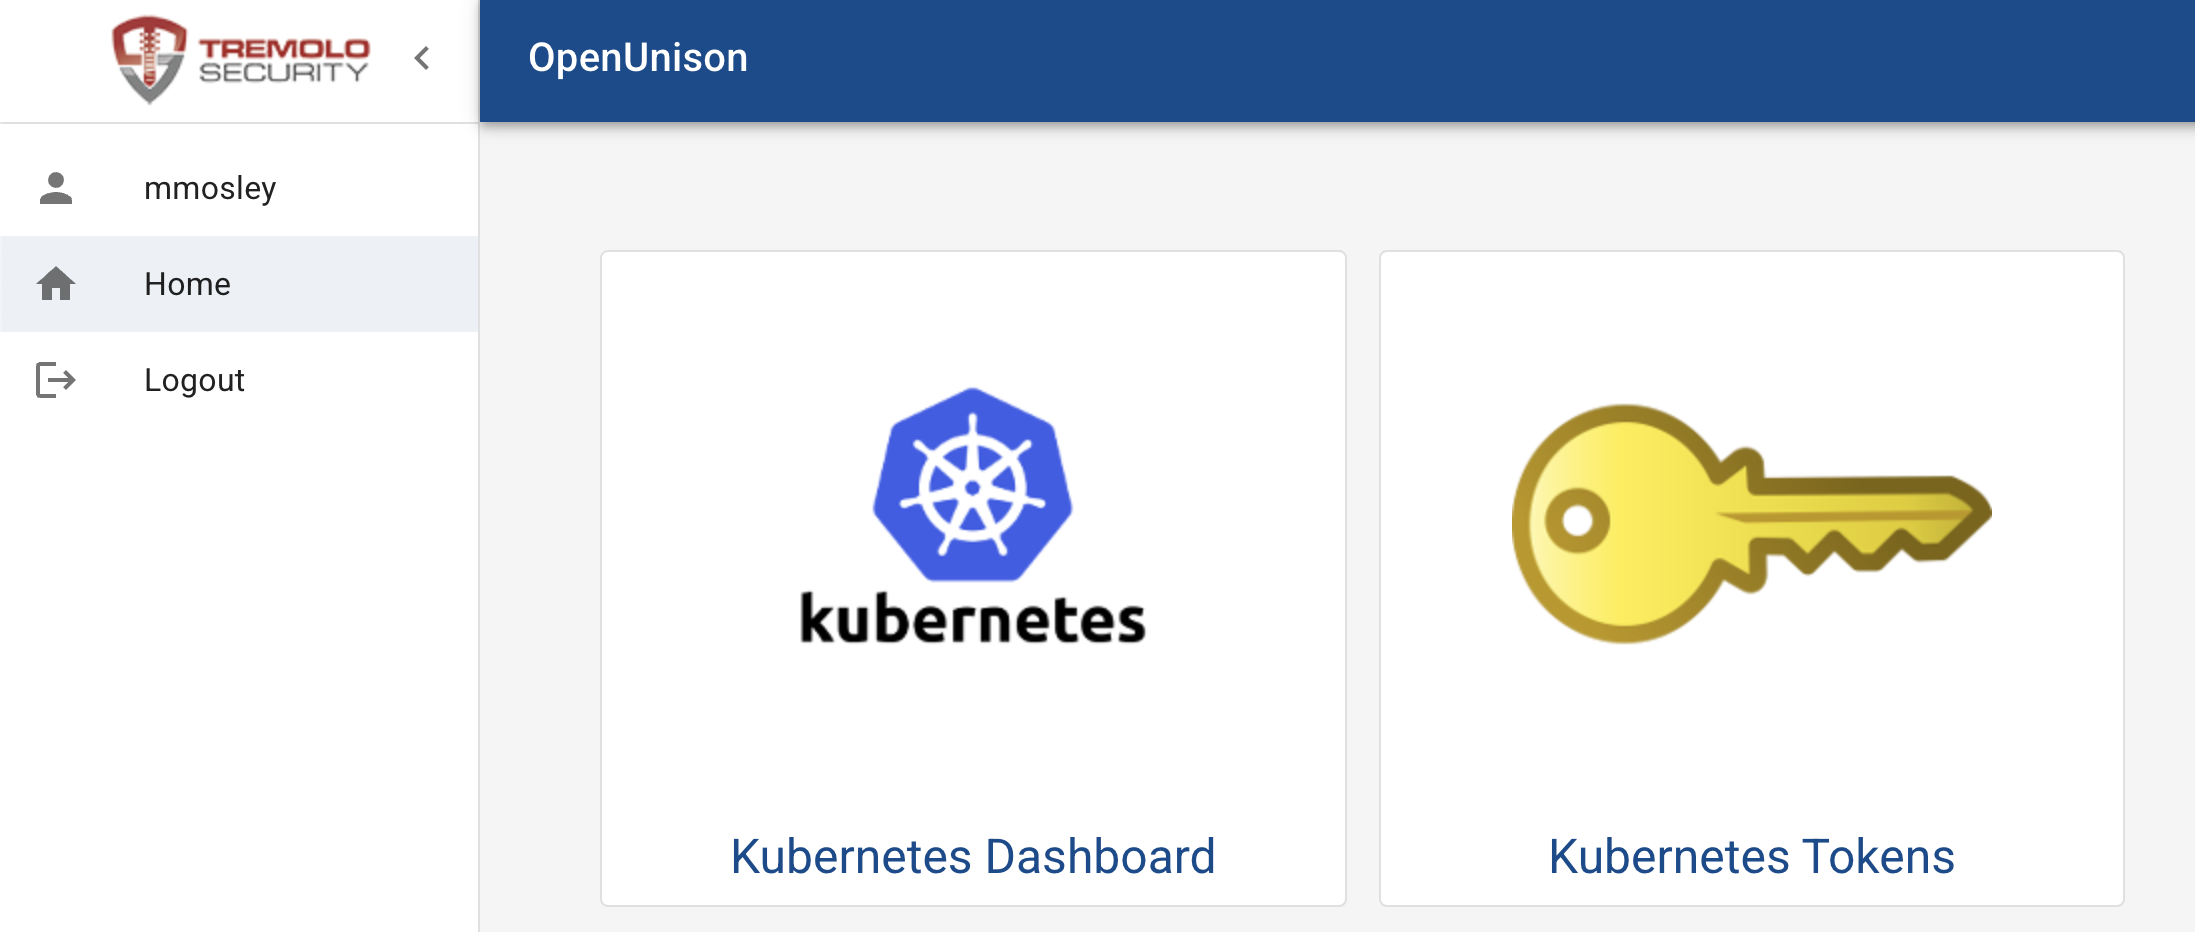 TREMOLO
SECURITY
OpenUnison
mmosley
Home
Logout
kubernetes
Kubernetes Dashboard
Kubernetes Tokens